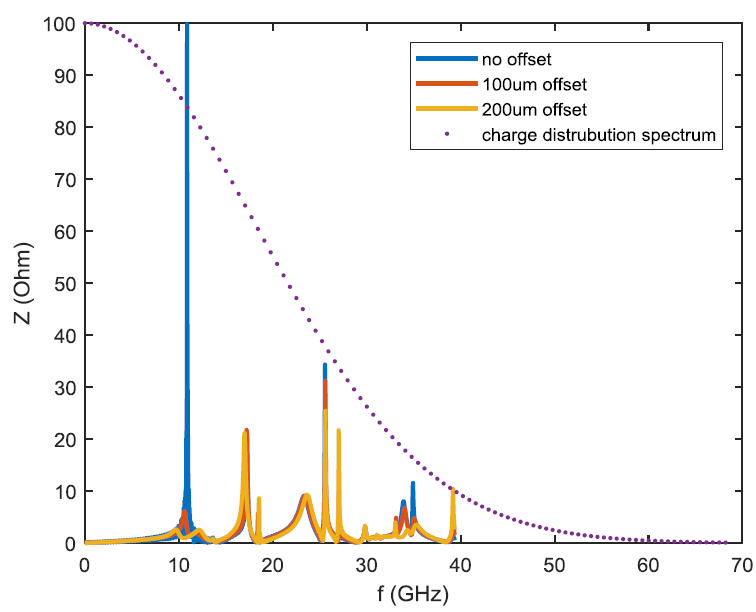 100
90
80
70
60
50
40
30
20
10
0
Z (Ohm)
no offset
100um offset
200um offset
charge distrubution spectrum
0 10 20 30 40 50 60 70
f (GHz)